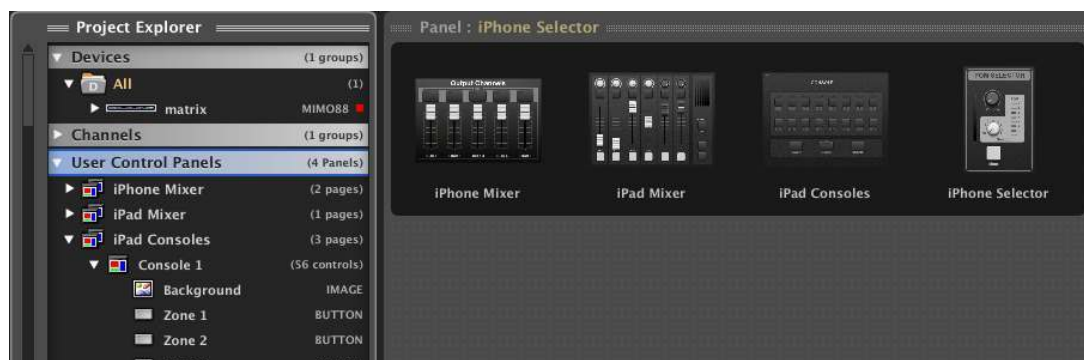 Project Explorer
Devices (1 groups)
All (1)
matrix MIMO88
Channels (1 groups)
User Control Panels (4 Panels)
iPhone Mixer (2 pages)
iPad Mixer (1 pages)
iPad Consoles (3 pages)
Console 1 (56 controls)
Background IMAGE
Zone 1 BUTTON
Zone 2 BUTTON
Panel : iPhone Selector
Output Channels
iPhone Mixer
iPad Mixer
iPad Consoles
iPhone Selector